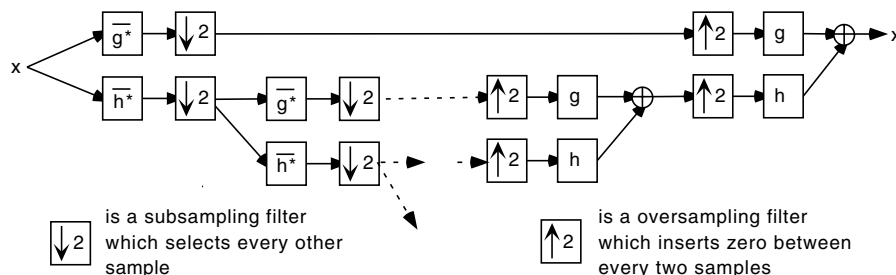 g* ↓2 ↑2 g x
x
h* ↓2 g* ↓2 ↑2 g ↑2 h
h* ↓2 ↑2 h
↓2 is a subsampling filter
which selects every other
sample
↑2 is a oversampling filter
which inserts zero between
every two samples